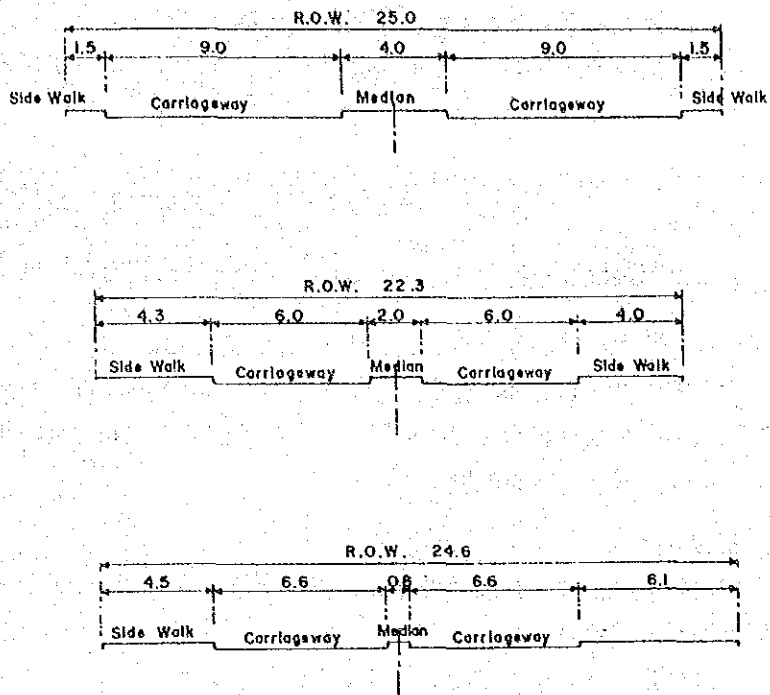 R.O.W. 25.0
1.5 9.0 4.0 9.0 1.5
Side Walk Carriageway Median Carriageway Side Walk
R.O.W. 22.3
4.3 6.0 2.0 6.0 4.0
Side Walk Carriageway Median Carriageway Side Walk
R.O.W. 24.6
4.5 6.6 0.8 6.6 6.1
Side Walk Carriageway Median Carriageway